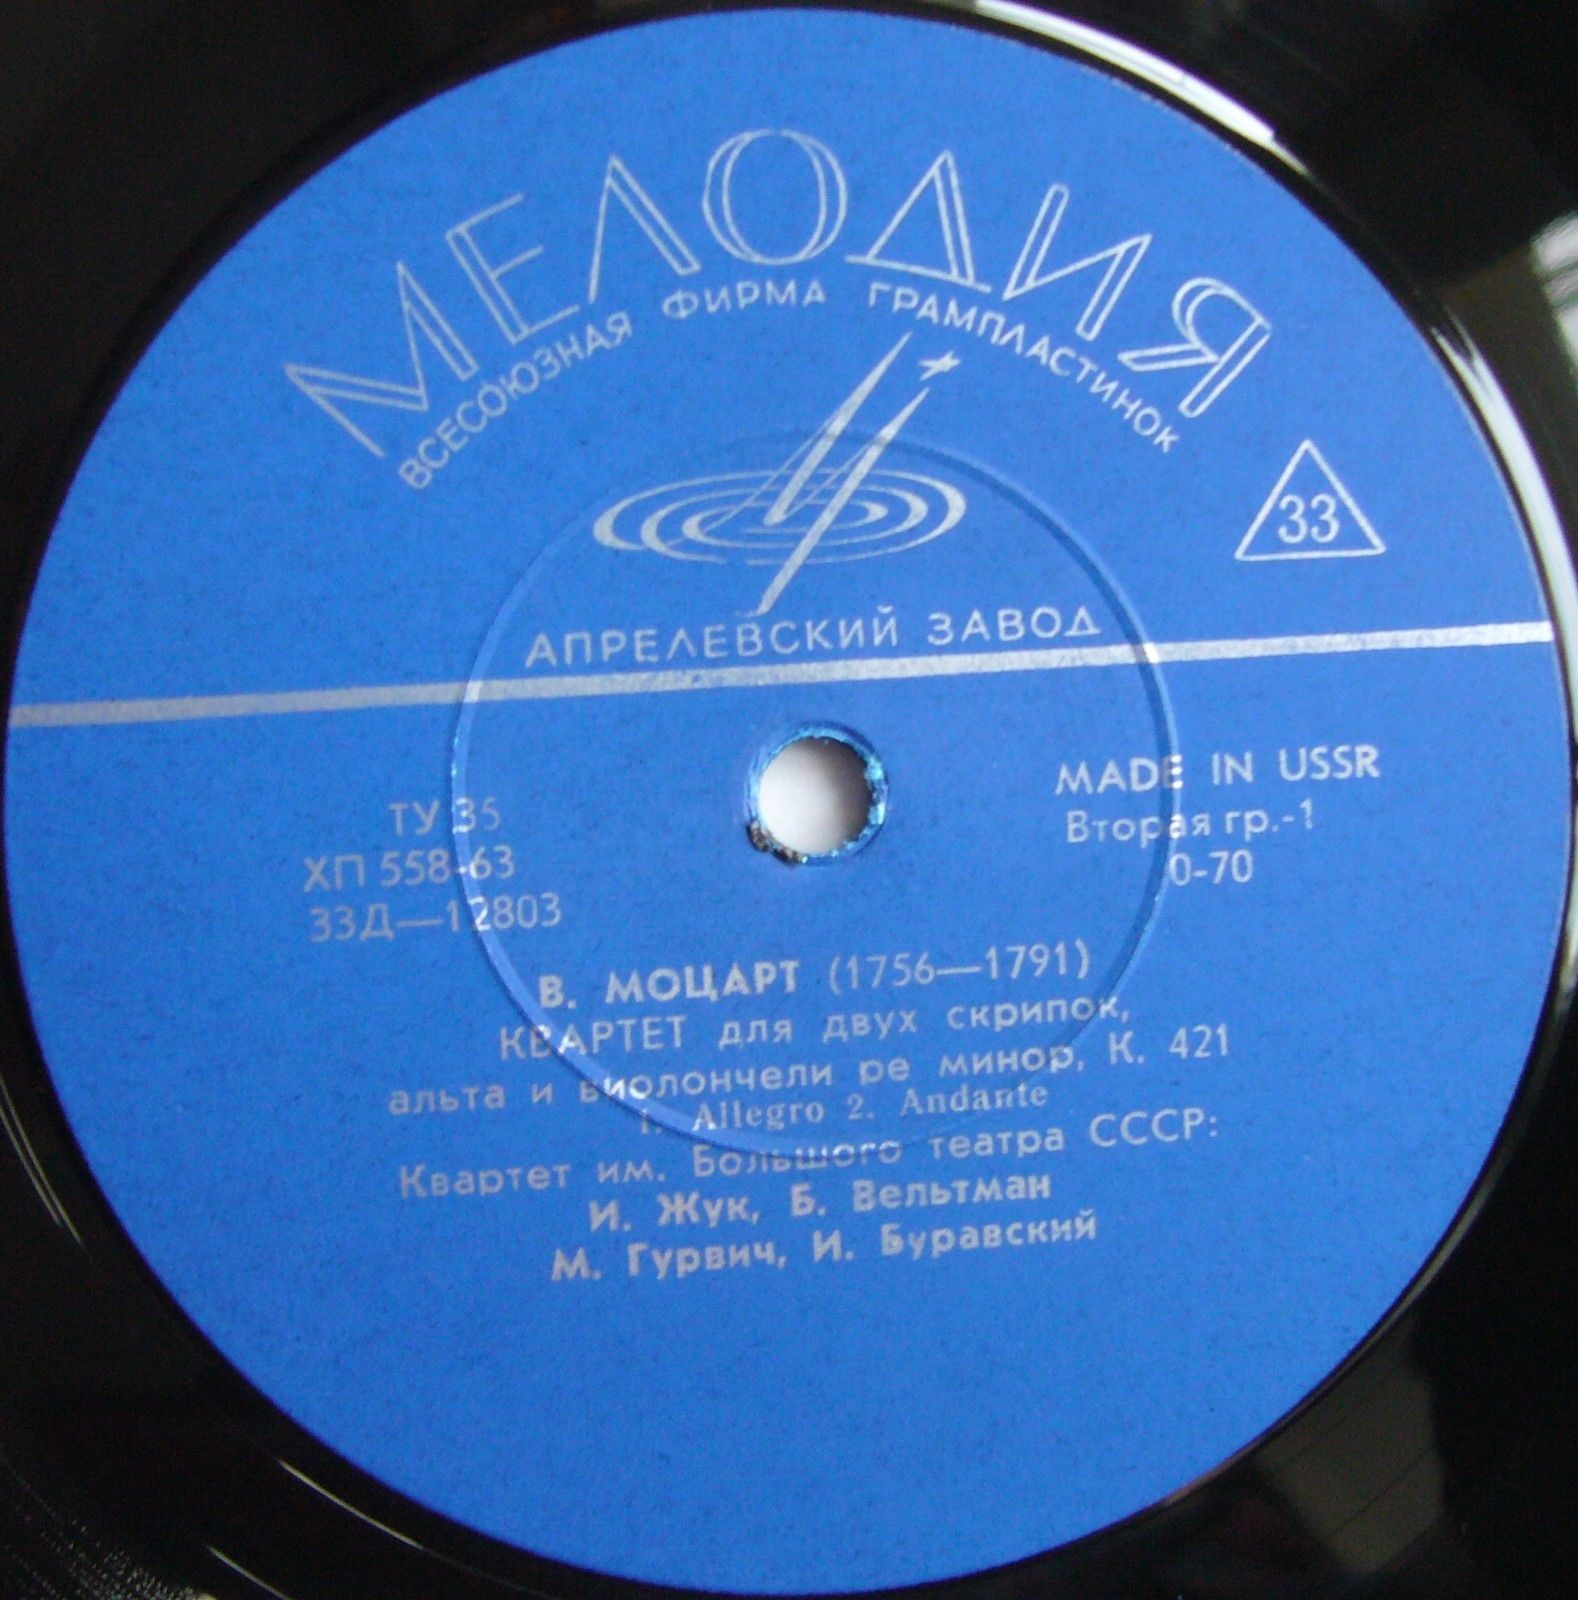 МЕЛОДИЯ
ВСЕСОЮЗНАЯ ФИРМА ГРАМПЛАСТИНОК
33
АПРЕЛЕВСКИЙ ЗАВОД
ТУ 35
ХП 558-63
33Д—12803
MADE IN USSR
Вторая гр.-1
0-70
В. МОЦАРТ (1756—1791)
КВАРТЕТ для двух скрипок,
альта и виолончели ре минор, К. 421
1. Allegro 2. Andante
Квартет им. Большого театра СССР:
И. Жук, Б. Вельтман
М. Гурвич, И. Буравский